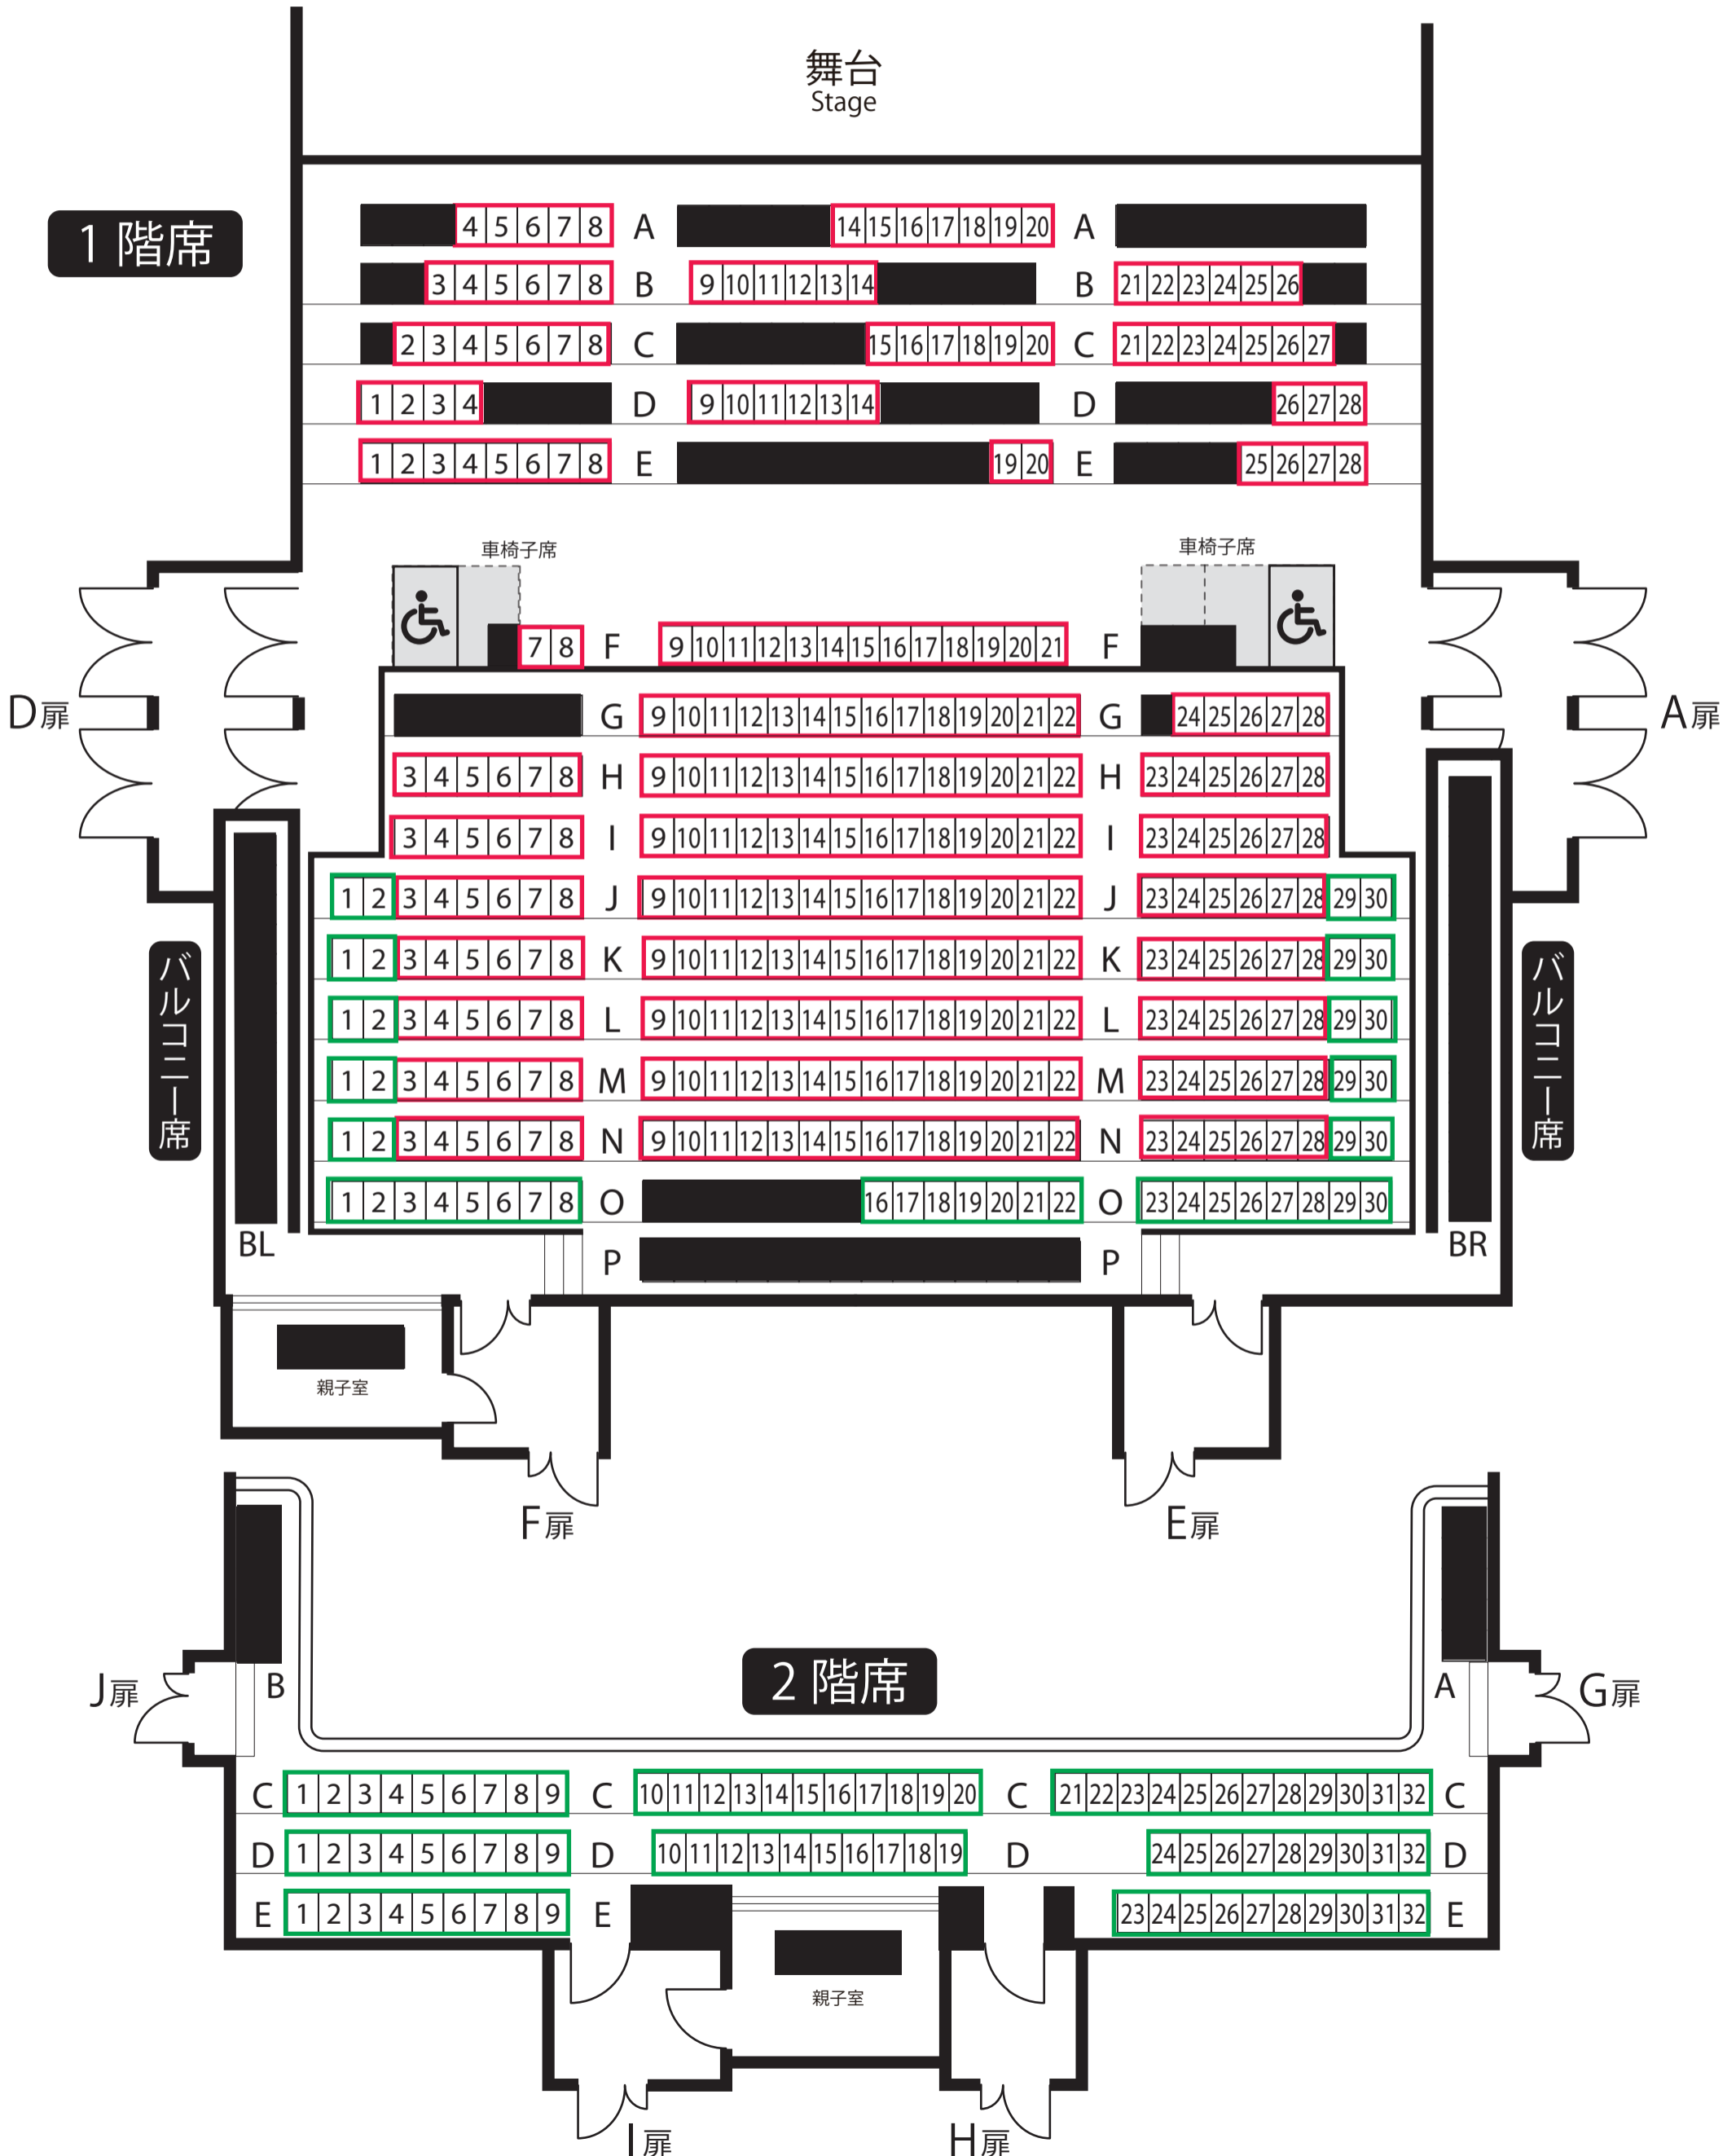 舞台
Stage
1 階席
4 5 6 7 8 A 14 15 16 17 18 19 20 A
3 4 5 6 7 8 B 9 10 11 12 13 14 B 21 22 23 24 25 26
2 3 4 5 6 7 8 C 15 16 17 18 19 20 C 21 22 23 24 25 26 27
1 2 3 4 D 9 10 11 12 13 14 D 26 27 28
1 2 3 4 5 6 7 8 E 19 20 E 25 26 27 28
車椅子席 車椅子席
7 8 F 9 10 11 12 13 14 15 16 17 18 19 20 21 F
D扉 A扉
G 9 10 11 12 13 14 15 16 17 18 19 20 21 22 G 24 25 26 27 28
3 4 5 6 7 8 H 9 10 11 12 13 14 15 16 17 18 19 20 21 22 H 23 24 25 26 27 28
3 4 5 6 7 8 I 9 10 11 12 13 14 15 16 17 18 19 20 21 22 I 23 24 25 26 27 28
1 2 3 4 5 6 7 8 J 9 10 11 12 13 14 15 16 17 18 19 20 21 22 J 23 24 25 26 27 28 29 30
1 2 3 4 5 6 7 8 K 9 10 11 12 13 14 15 16 17 18 19 20 21 22 K 23 24 25 26 27 28 29 30
1 2 3 4 5 6 7 8 L 9 10 11 12 13 14 15 16 17 18 19 20 21 22 L 23 24 25 26 27 28 29 30
1 2 3 4 5 6 7 8 M 9 10 11 12 13 14 15 16 17 18 19 20 21 22 M 23 24 25 26 27 28 29 30
1 2 3 4 5 6 7 8 N 9 10 11 12 13 14 15 16 17 18 19 20 21 22 N 23 24 25 26 27 28 29 30
1 2 3 4 5 6 7 8 O 16 17 18 19 20 21 22 O 23 24 25 26 27 28 29 30
P P
バルコニー席
バルコニー席
BL BR
親子室
F扉 E扉
2 階席
J扉 B A G扉
C 1 2 3 4 5 6 7 8 9 C 10 11 12 13 14 15 16 17 18 19 20 C 21 22 23 24 25 26 27 28 29 30 31 32 C
D 1 2 3 4 5 6 7 8 9 D 10 11 12 13 14 15 16 17 18 19 D 24 25 26 27 28 29 30 31 32 D
E 1 2 3 4 5 6 7 8 9 E 23 24 25 26 27 28 29 30 31 32 E
親子室
I扉 H扉